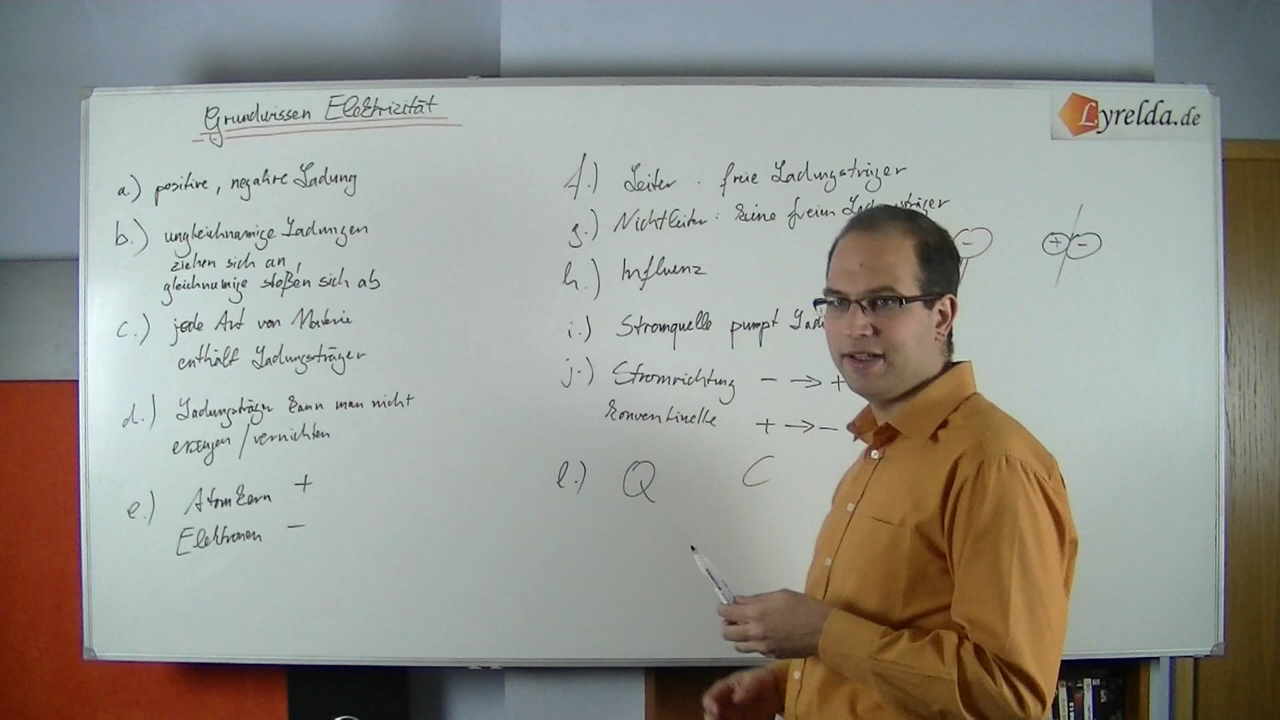 Grundwissen Elektrizität
Lyrelda.de
a.) positive, negative Ladung
b.) ungleichnamige Ladungen
ziehen sich an,
gleichnamige stoßen sich ab
c.) jede Art von Materie
enthält Ladungsträger
d.) Ladungsträger kann man nicht
erzeugen / vernichten
e.) Atomkern +
Elektronen -
f.) Leiter : freie Ladungsträger
g.) Nichtleiter : keine freien Ladungsträger
- + -
h.) Influenz
i.) Stromquelle pumpt
j.) Stromrichtung - → +
konventinelle + → -
l.) Q C